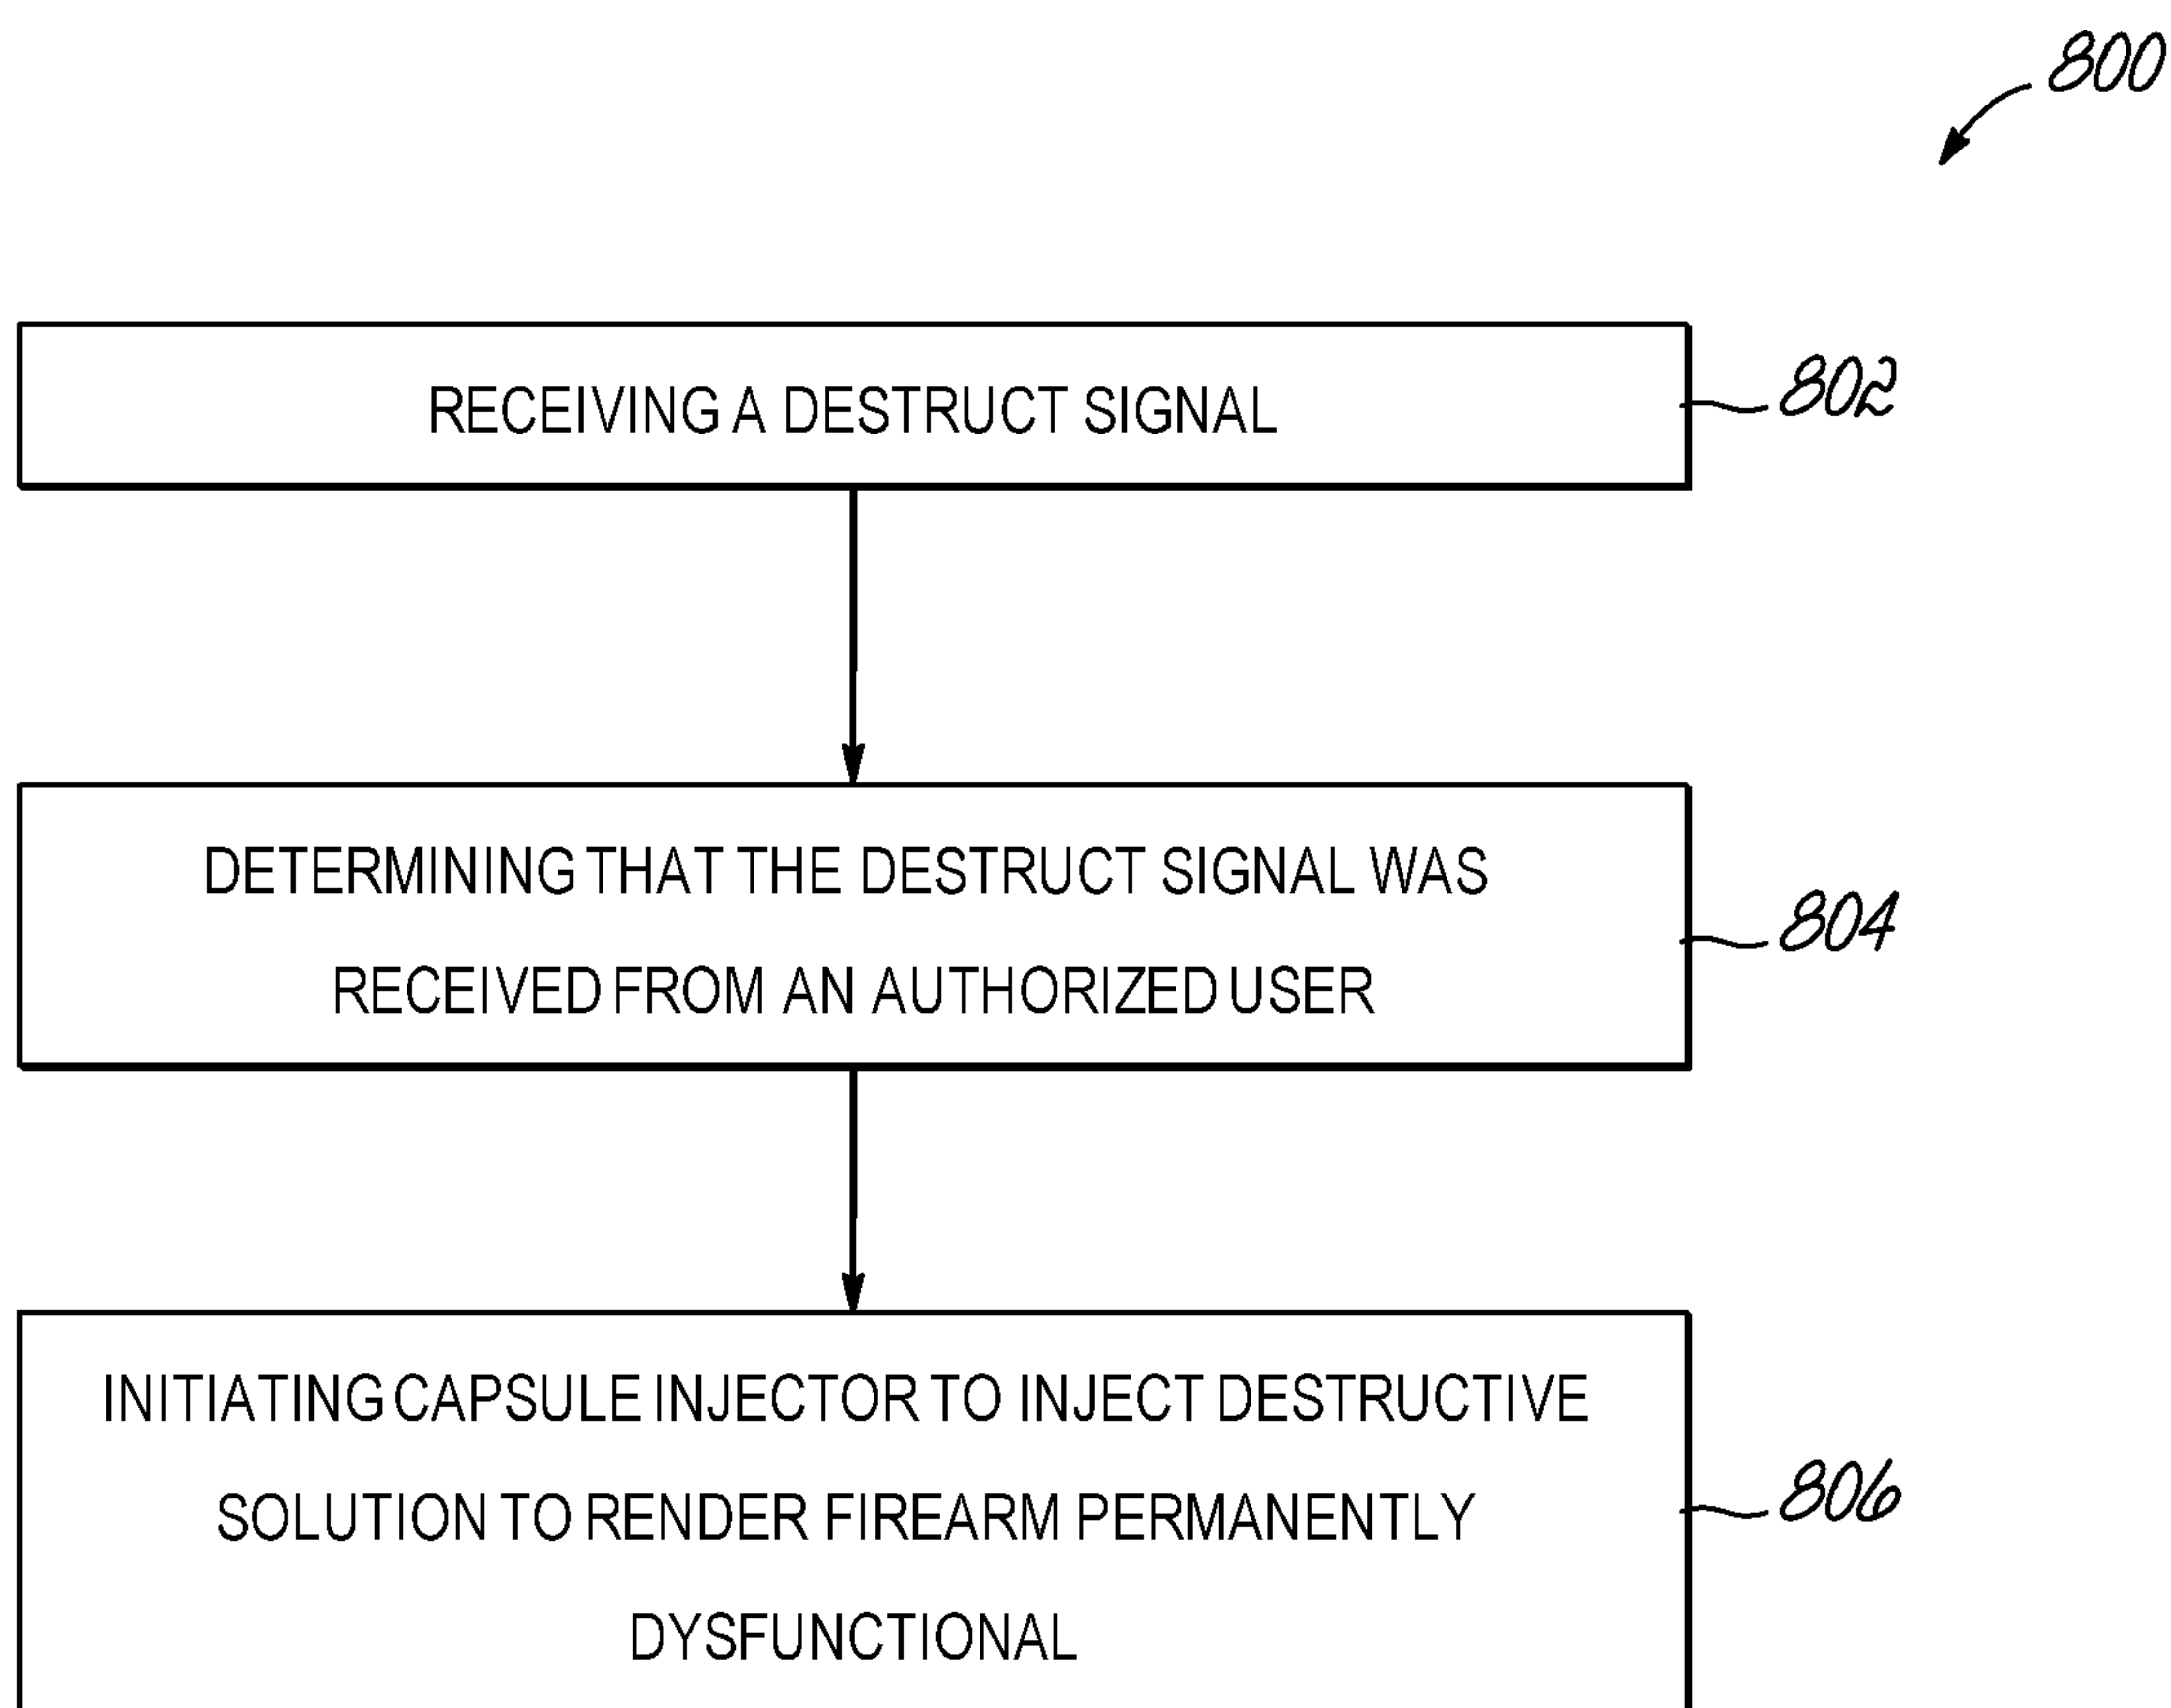 800
RECEIVING A DESTRUCT SIGNAL
802
DETERMINING THAT THE DESTRUCT SIGNAL WAS
RECEIVED FROM AN AUTHORIZED USER
804
INITIATING CAPSULE INJECTOR TO INJECT DESTRUCTIVE
SOLUTION TO RENDER FIREARM PERMANENTLY
DYSFUNCTIONAL
806